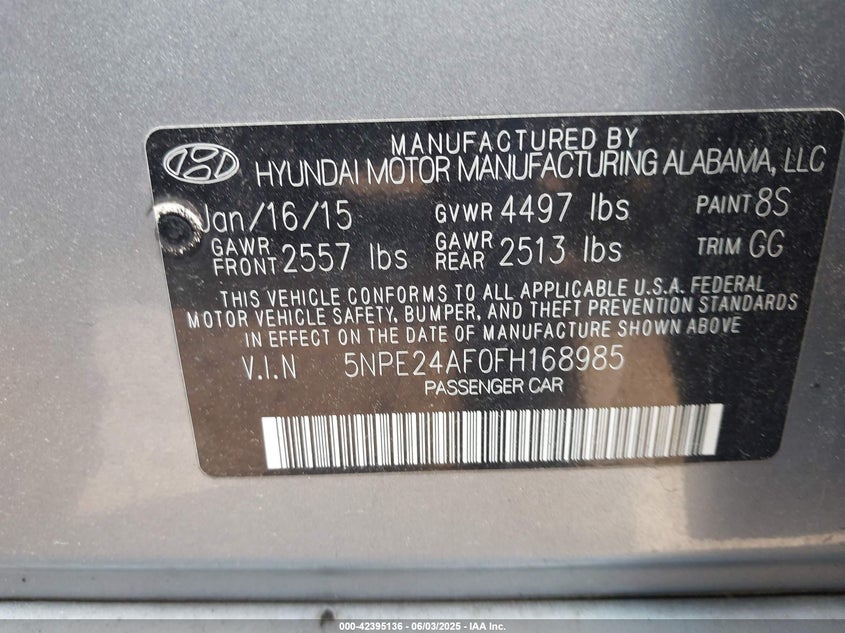 MANUFACTURED BY
HYUNDAI MOTOR MANUFACTURING ALABAMA, LLC
Jan/16/15 GVWR 4497 lbs PAINT 8S
GAWR FRONT 2557 lbs GAWR REAR 2513 lbs TRIM GG
THIS VEHICLE CONFORMS TO ALL APPLICABLE U.S.A. FEDERAL
MOTOR VEHICLE SAFETY, BUMPER, AND THEFT PREVENTION STANDARDS
IN EFFECT ON THE DATE OF MANUFACTURE SHOWN ABOVE
V.I.N 5NPE24AF0FH168985
PASSENGER CAR
000-42395136 - 06/03/2025 - IAA Inc.